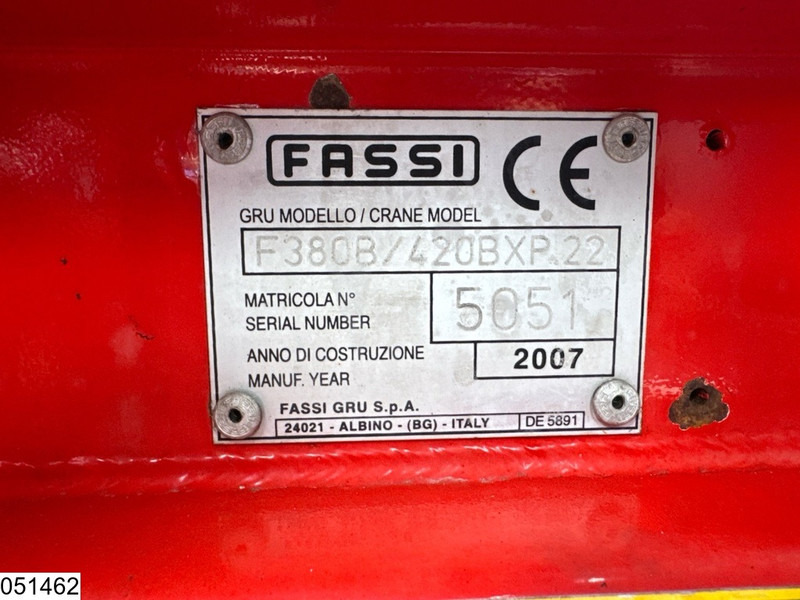 FASSI CE
GRU MODELLO / CRANE MODEL
F380B/420BXP.22
MATRICOLA N°
SERIAL NUMBER
5051
ANNO DI COSTRUZIONE
MANUF. YEAR
2007
FASSI GRU S.p.A.
24021 - ALBINO - (BG) - ITALY DE 5891
051462